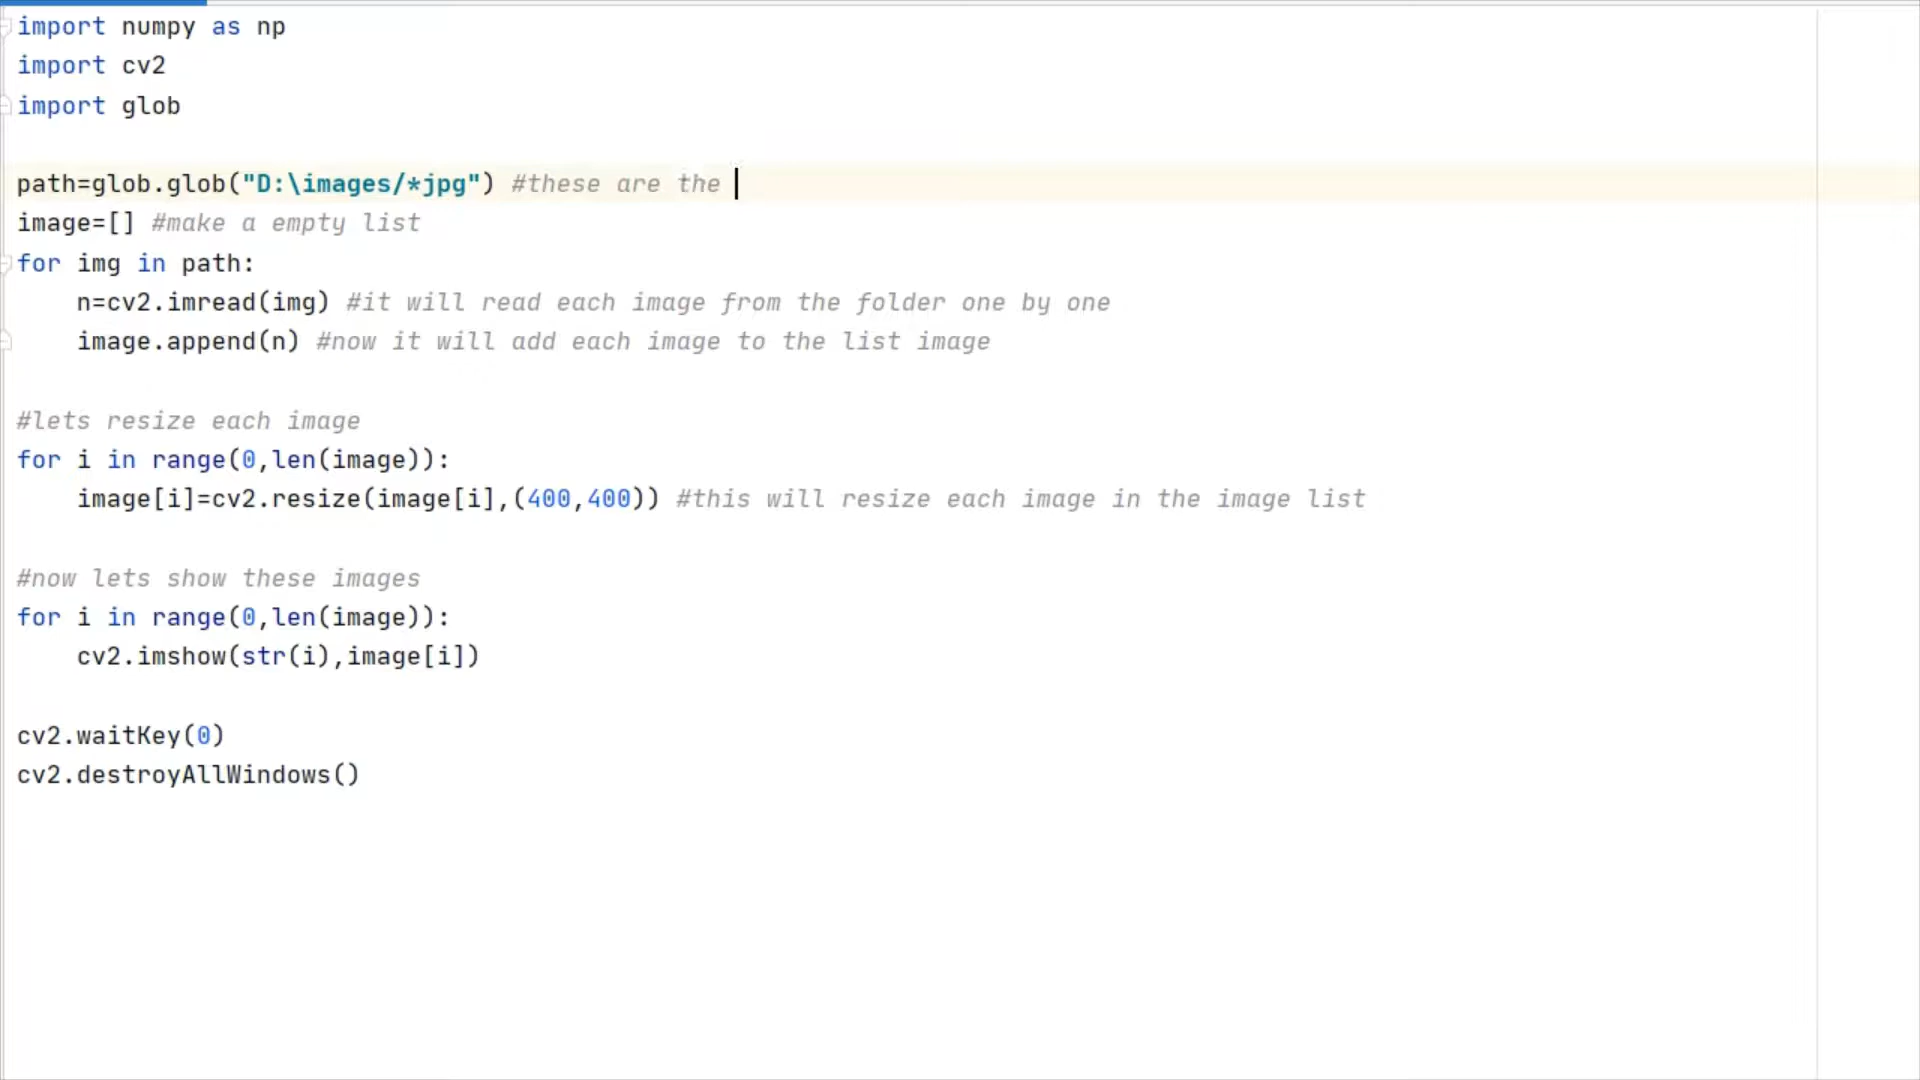 import numpy as np
import cv2
import glob
path=glob.glob("D:\images/*jpg") #these are the
image=[] #make a empty list
for img in path:
    n=cv2.imread(img) #it will read each image from the folder one by one
    image.append(n) #now it will add each image to the list image
#lets resize each image
for i in range(0,len(image)):
    image[i]=cv2.resize(image[i],(400,400)) #this will resize each image in the image list
#now lets show these images
for i in range(0,len(image)):
    cv2.imshow(str(i),image[i])
cv2.waitKey(0)
cv2.destroyAllWindows()